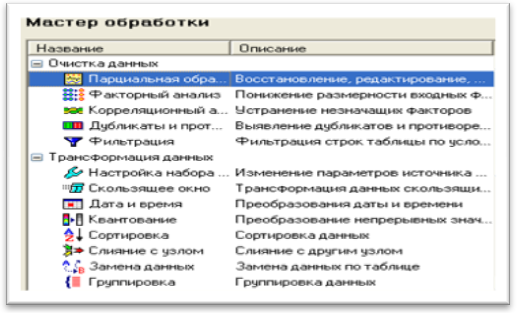 Мастер обработки
Название Описание
Очистка данных
Парциальная обра... Восстановление, редактирование, ...
Факторный анализ Понижение размерности входных ф...
Корреляционный а... Устранение незначащих факторов
Дубликаты и прот... Выявление дубликатов и противоре...
Фильтрация Фильтрация строк таблицы по усло...
Трансформация данных
Настройка набора ... Изменение параметров источника ...
Скользящее окно Трансформация данных скользящи...
Дата и время Преобразования даты и времени
Квантование Преобразование непрерывных знач...
Сортировка Сортировка данных
Слияние с узлом Слияние с другим узлом
Замена данных Замена данных по таблице
Группировка Группировка данных